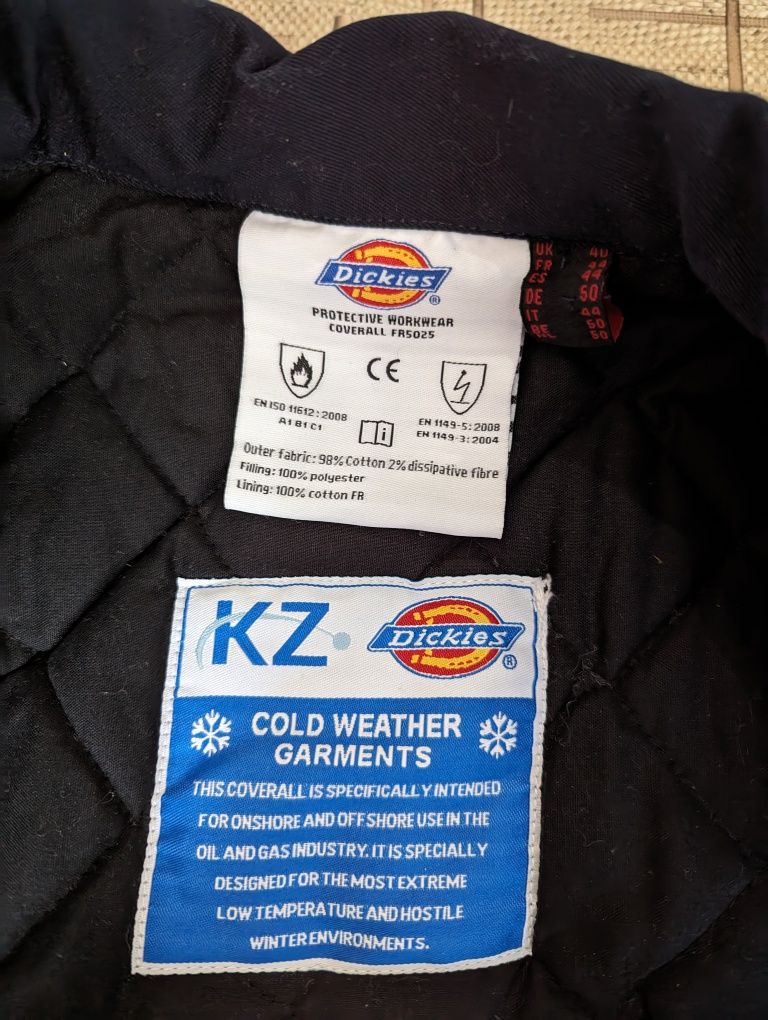 Dickies®
PROTECTIVE WORKWEAR
COVERALL FR5025
CE
EN ISO 11612:2008
A1 B1 C1
i
EN 1149-5:2008
EN 1149-3:2004
Outer fabric: 98% Cotton 2% dissipative fibre
Filling: 100% polyester
Lining: 100% cotton FR
UK 40
FR 44
ES 44
DE 50
IT 44
BE 50
50
KZ
Dickies®
COLD WEATHER
GARMENTS
THIS COVERALL IS SPECIFICALLY INTENDED
FOR ONSHORE AND OFFSHORE USE IN THE
OIL AND GAS INDUSTRY. IT IS SPECIALLY
DESIGNED FOR THE MOST EXTREME
LOW TEMPERATURE AND HOSTILE
WINTER ENVIRONMENTS.